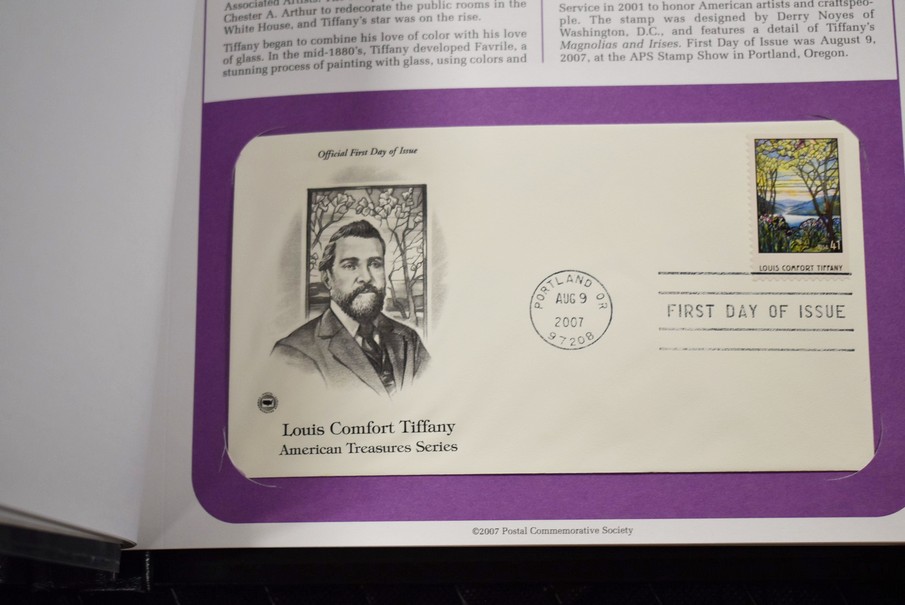 Associated Artists. The
Chester A. Arthur to redecorate the public rooms in the
White House, and Tiffany's star was on the rise.
Tiffany began to combine his love of color with his love
of glass. In the mid-1880's, Tiffany developed Favrile, a
stunning process of painting with glass, using colors and
Service in 2001 to honor American artists and craftspeo-
ple. The stamp was designed by Derry Noyes of
Washington, D.C., and features a detail of Tiffany's
Magnolias and Irises. First Day of Issue was August 9,
2007, at the APS Stamp Show in Portland, Oregon.
Official First Day of Issue
41
LOUIS COMFORT TIFFANY
PORTLAND OR
AUG 9
2007
97208
FIRST DAY OF ISSUE
Louis Comfort Tiffany
American Treasures Series
©2007 Postal Commemorative Society